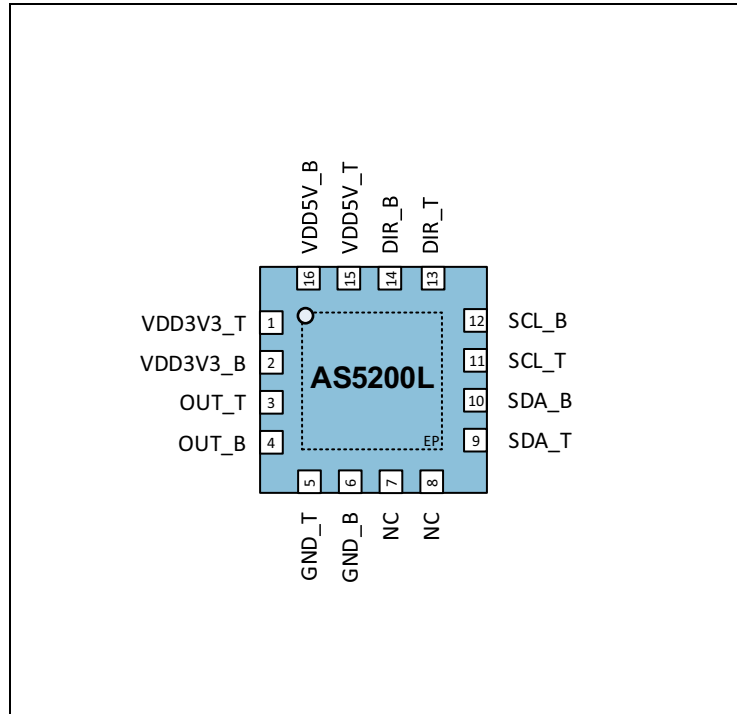 VDD5V_B
VDD5V_T
DIR_B
DIR_T
16
15
14
13
VDD3V3_T 1
VDD3V3_B 2
OUT_T 3
OUT_B 4
AS5200L
EP
12 SCL_B
11 SCL_T
10 SDA_B
9 SDA_T
5
6
7
8
GND_T
GND_B
NC
NC